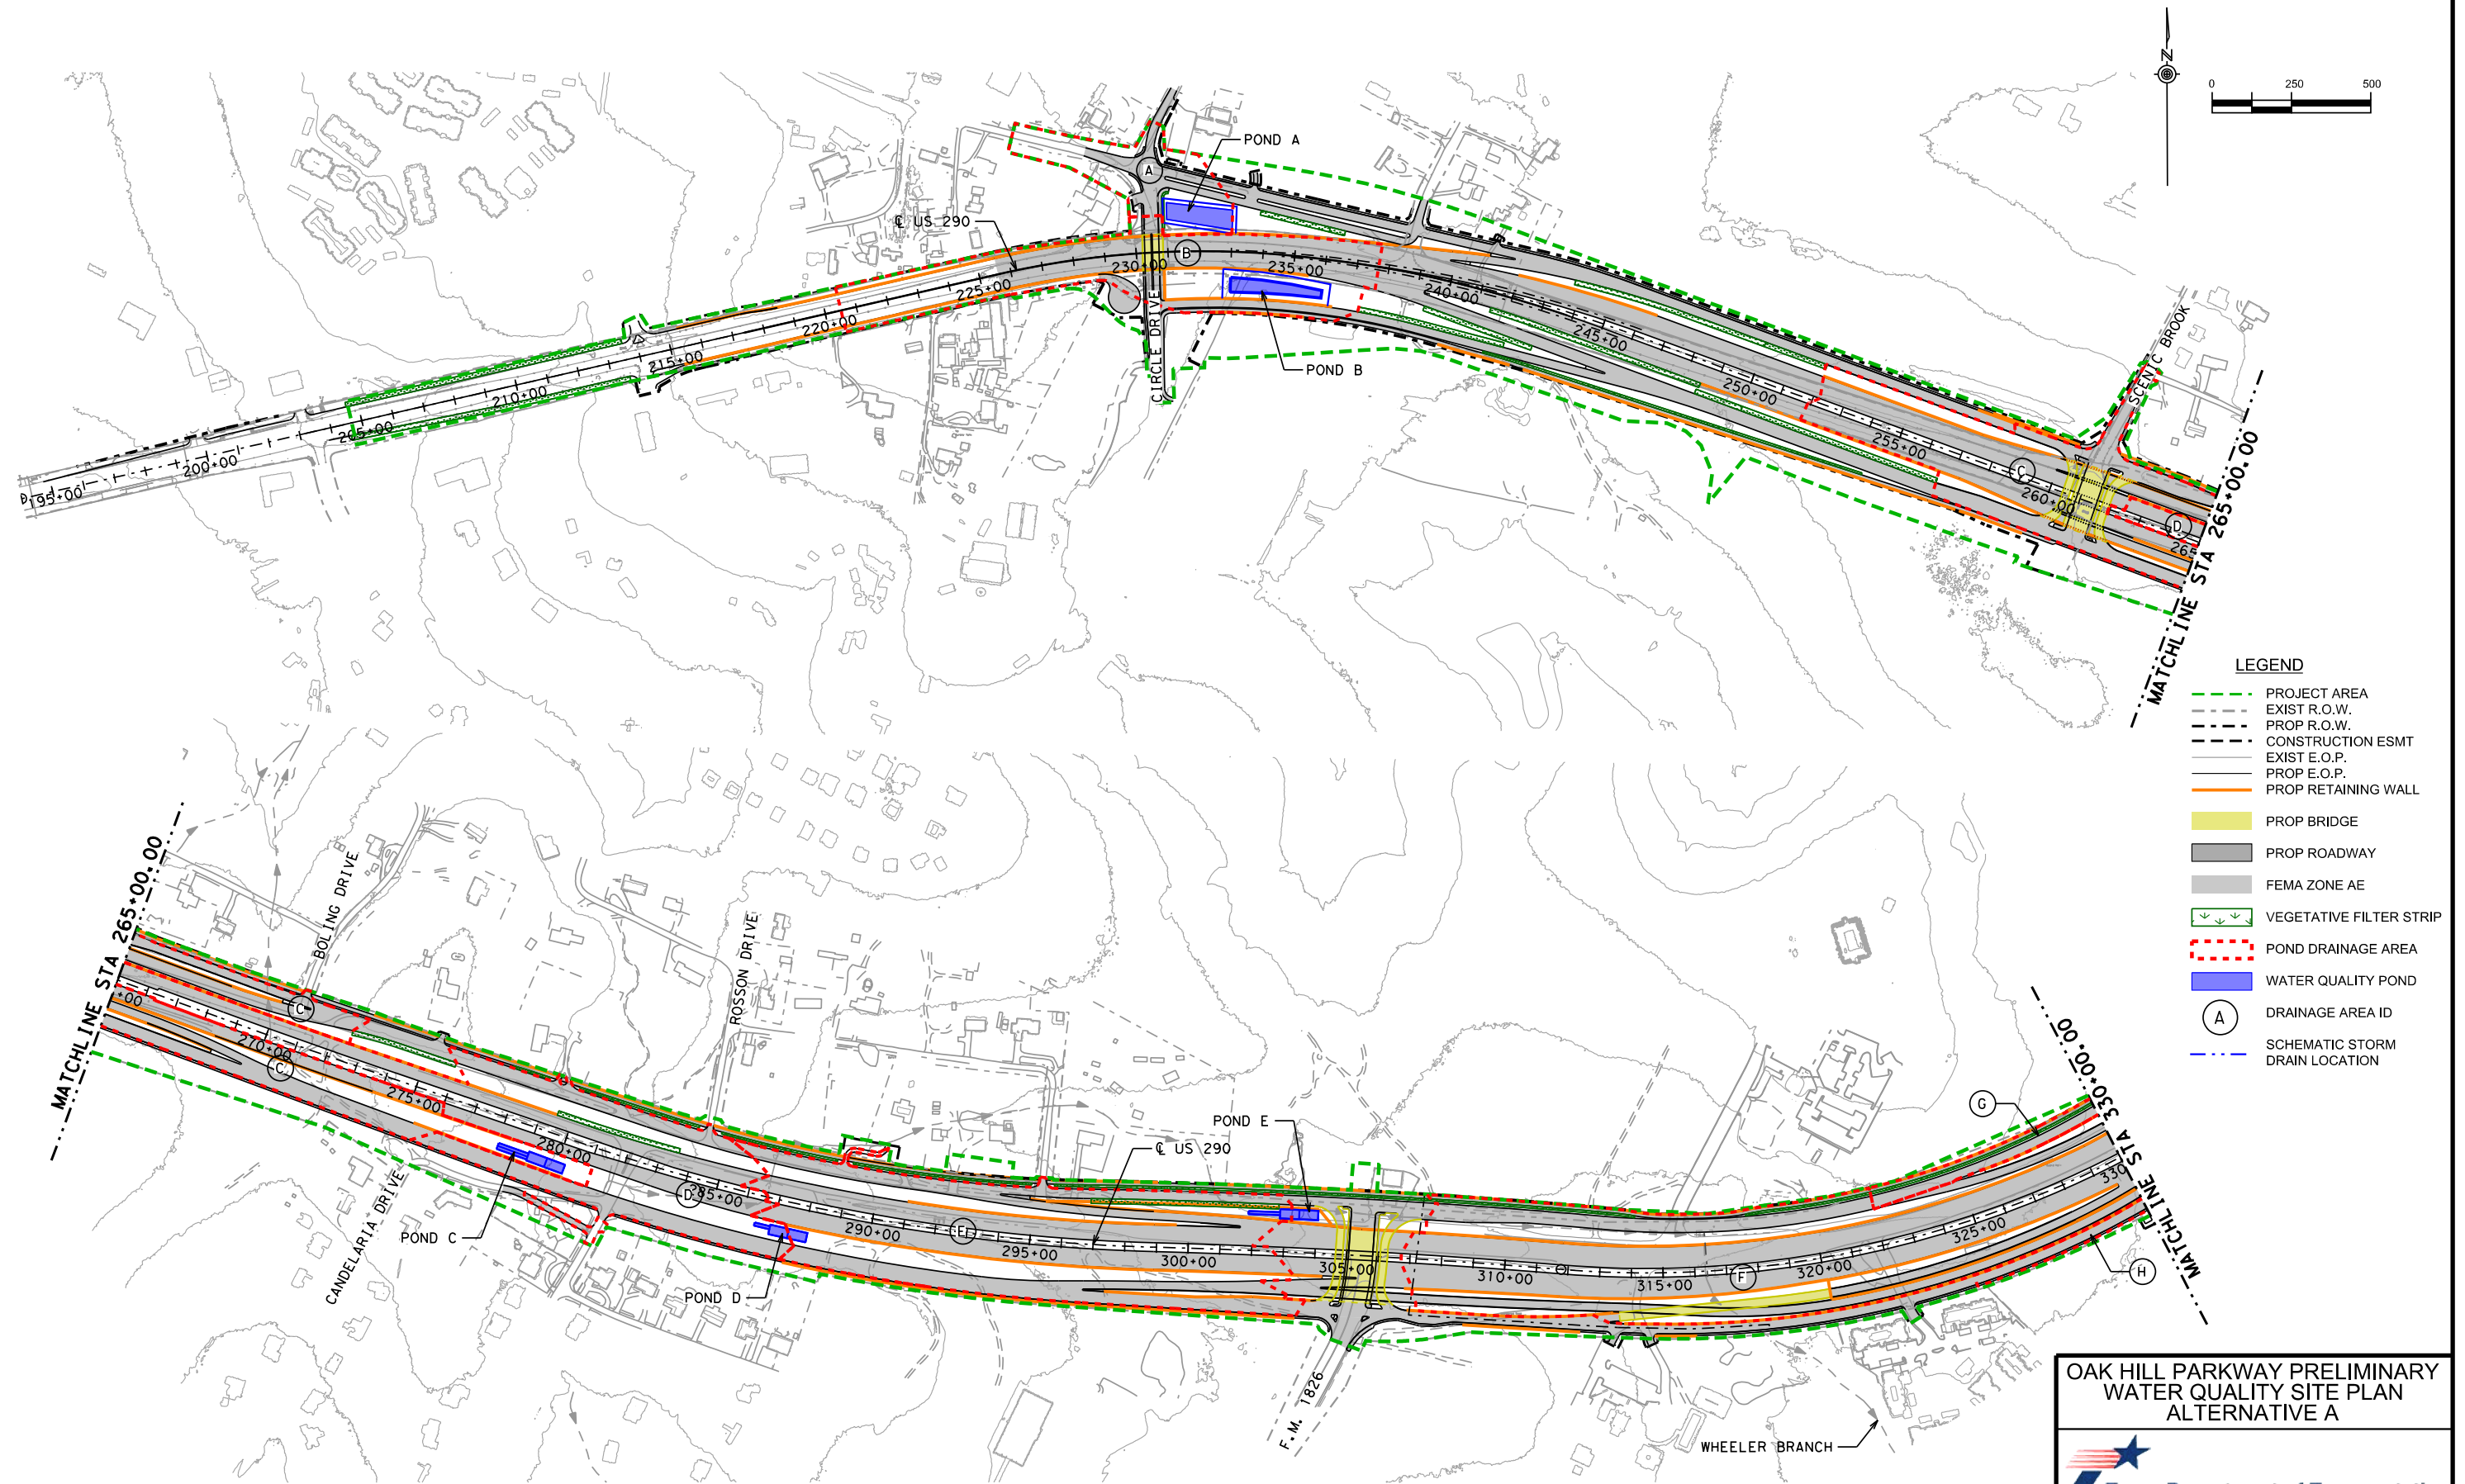 0 250 500
N
POND A
A
℄ US 290
B
230+00
235+00
225+00
240+00
220+00
245+00
215+00
POND B
CIRCLE DRIVE
250+00
210+00
205+00
255+00
200+00
195+00
C
260+00
SCENIC BROOK
D
265
MATCHLINE STA 265+00.00
LEGEND
PROJECT AREA
EXIST R.O.W.
PROP R.O.W.
CONSTRUCTION ESMT
EXIST E.O.P.
PROP E.O.P.
PROP RETAINING WALL
PROP BRIDGE
PROP ROADWAY
FEMA ZONE AE
VEGETATIVE FILTER STRIP
POND DRAINAGE AREA
WATER QUALITY POND
A DRAINAGE AREA ID
SCHEMATIC STORM
DRAIN LOCATION
MATCHLINE STA 265+00.00
+00
BOLING DRIVE
C
270+00
C
275+00
ROSSON DRIVE
280+00
POND C
CANDELARIA DRIVE
D
285+00
POND D
290+00
E
295+00
℄ US 290
POND E
300+00
305+00
F.M. 1826
310+00
315+00
F
320+00
325+00
330
G
H
MATCHLINE STA 330+00.00
WHEELER BRANCH
OAK HILL PARKWAY PRELIMINARY
WATER QUALITY SITE PLAN
ALTERNATIVE A